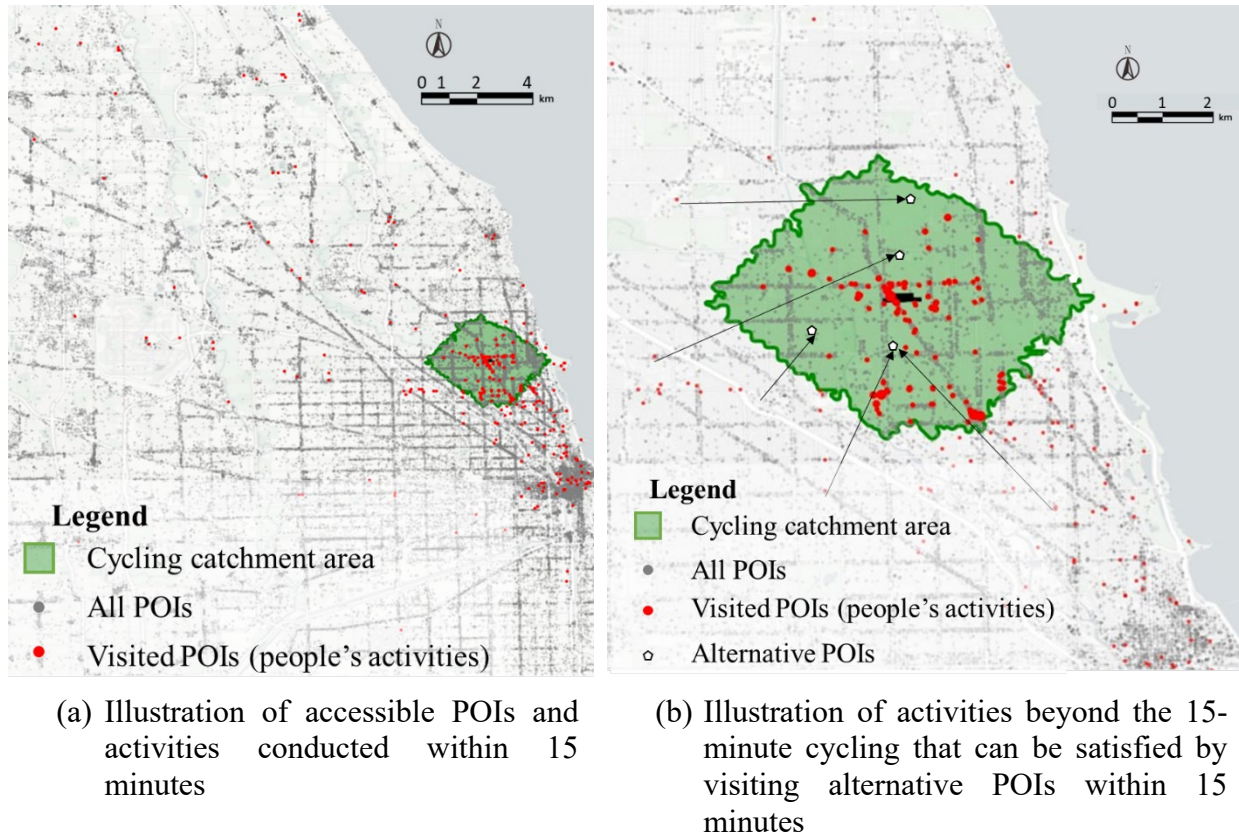 N
0 1 2 4
km
Legend
Cycling catchment area
All POIs
Visited POIs (people's activities)
(a) Illustration of accessible POIs and
activities conducted within 15
minutes
N
0 1 2
km
Legend
Cycling catchment area
All POIs
Visited POIs (people's activities)
Alternative POIs
(b) Illustration of activities beyond the 15-
minute cycling that can be satisfied by
visiting alternative POIs within 15
minutes